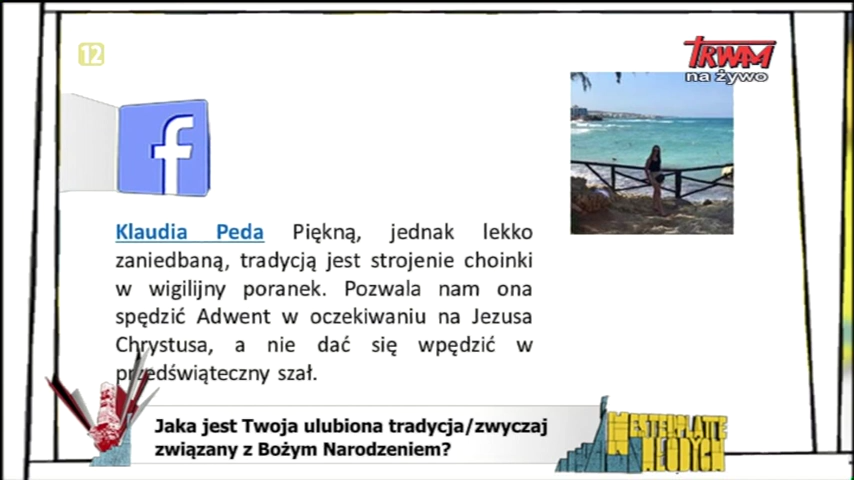 12
TRWAM
na żywo
f
Klaudia Peda Piękną, jednak lekko
zaniedbaną, tradycją jest strojenie choinki
w wigilijny poranek. Pozwala nam ona
spędzić Adwent w oczekiwaniu na Jezusa
Chrystusa, a nie dać się wpędzić w
przedświąteczny szał.
Jaka jest Twoja ulubiona tradycja/zwyczaj
związany z Bożym Narodzeniem?
WESTERPLATTE
MŁODYCH